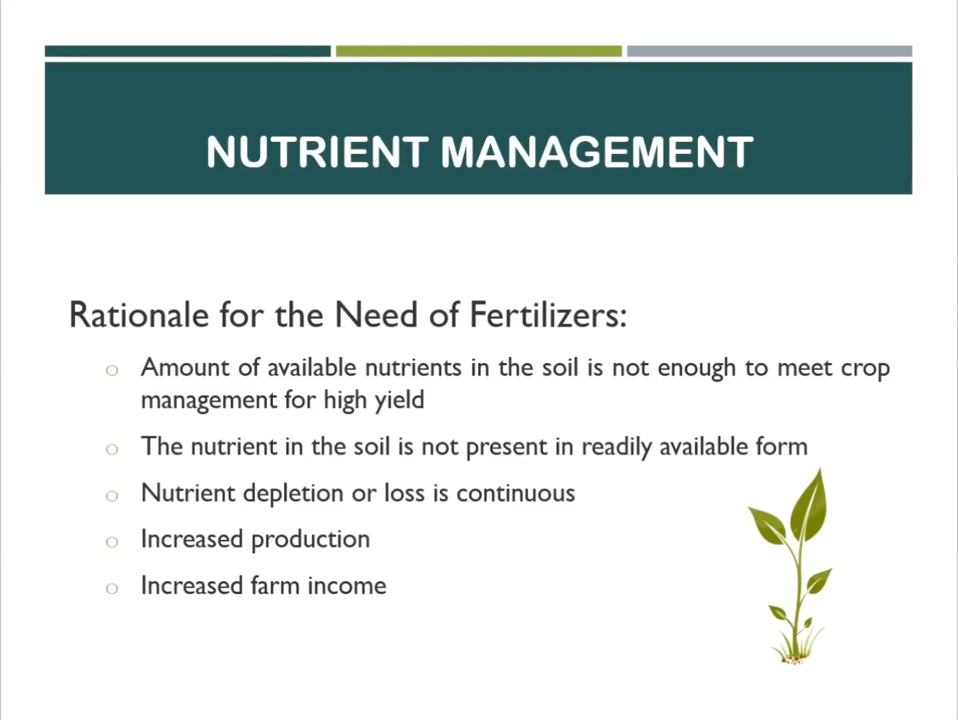 NUTRIENT MANAGEMENT
Rationale for the Need of Fertilizers:
o Amount of available nutrients in the soil is not enough to meet crop
management for high yield
o The nutrient in the soil is not present in readily available form
o Nutrient depletion or loss is continuous
o Increased production
o Increased farm income